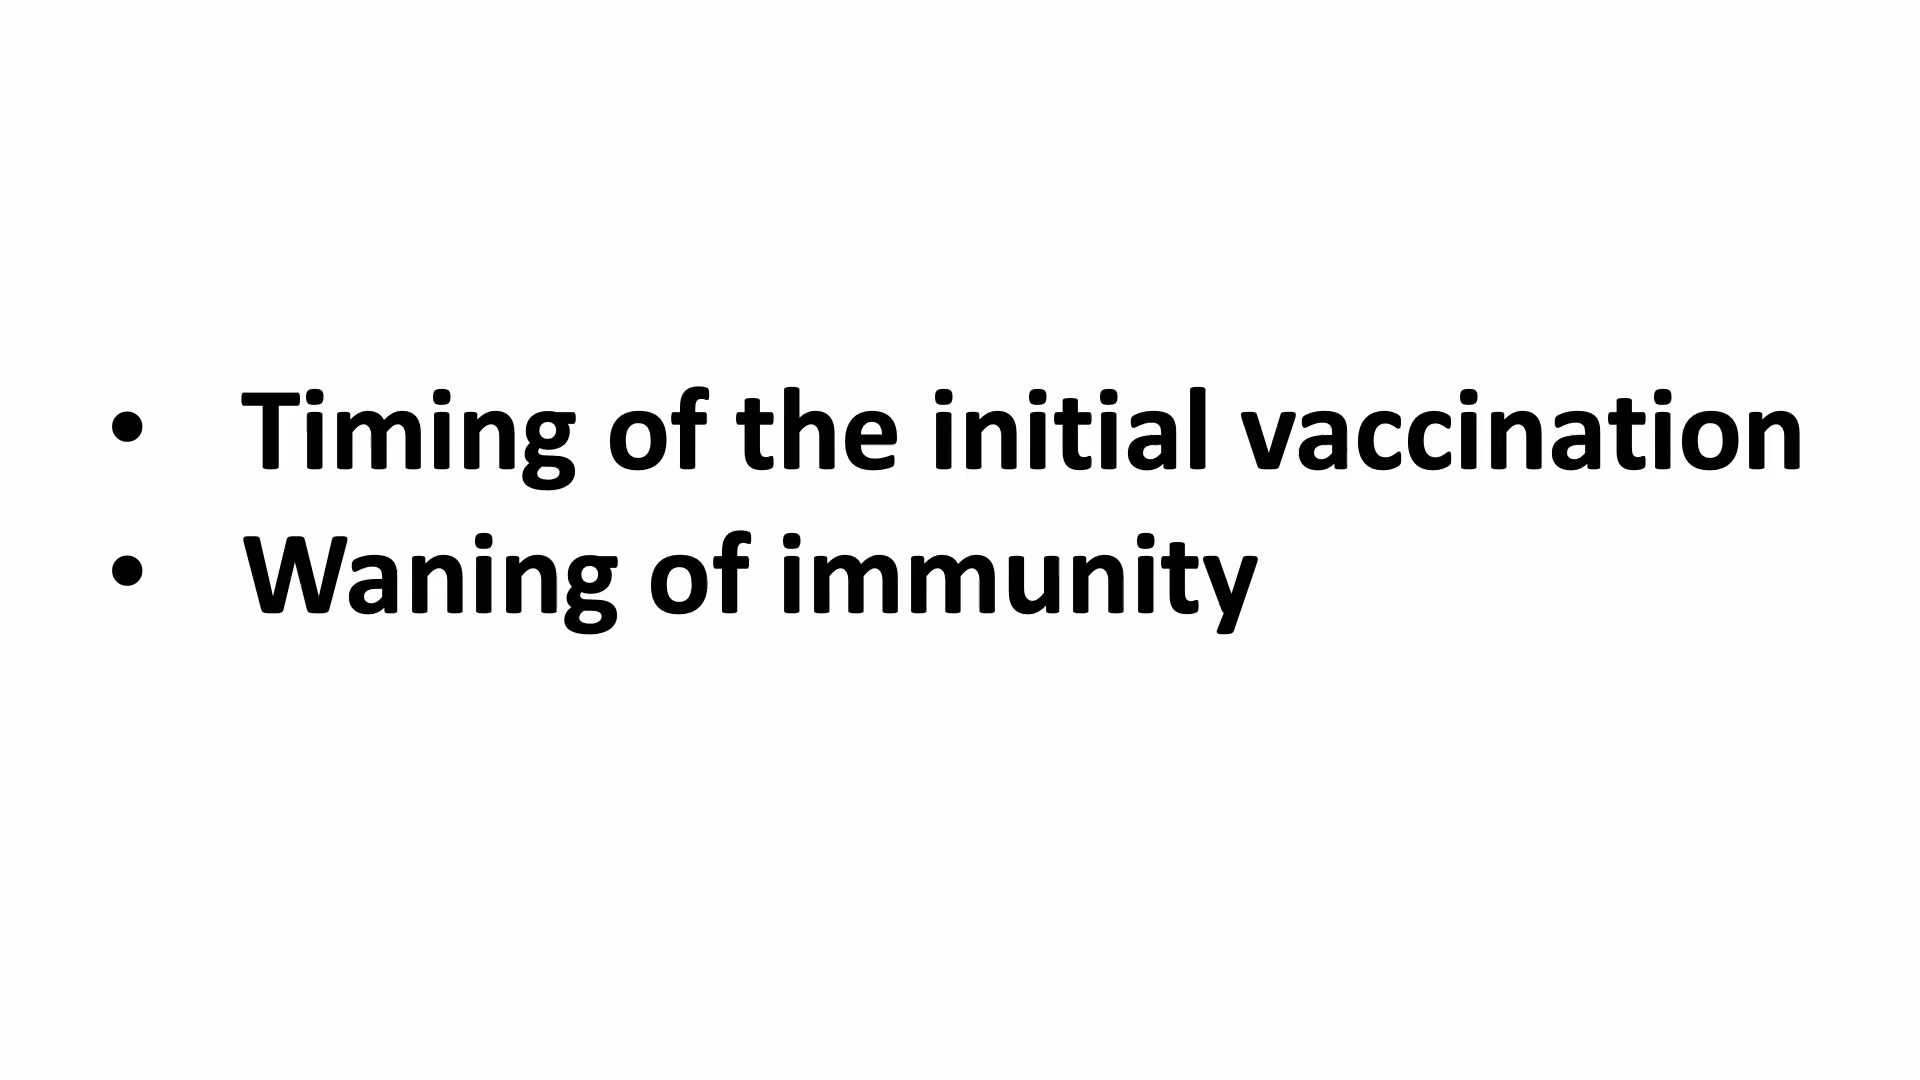 • Timing of the initial vaccination
• Waning of immunity